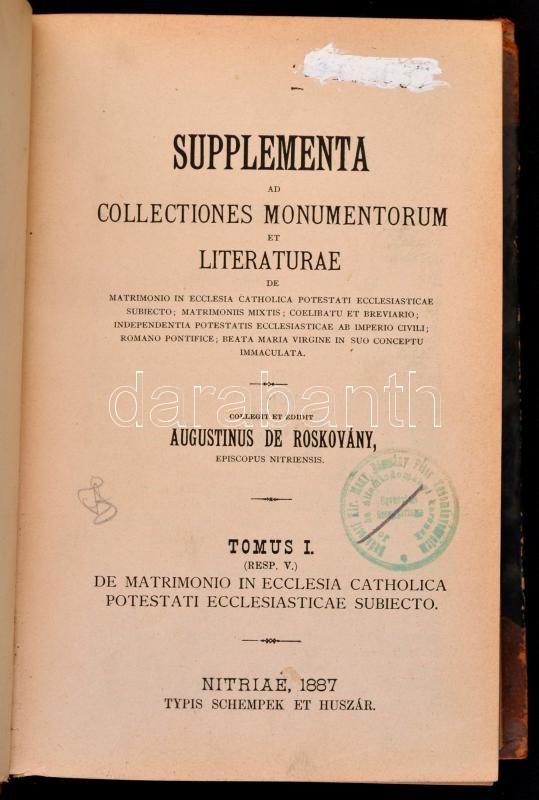 SUPPLEMENTA
AD
COLLECTIONES MONUMENTORUM
ET
LITERATURAE
DE
MATRIMONIO IN ECCLESIA CATHOLICA POTESTATI ECCLESIASTICAE
SUBIECTO; MATRIMONIIS MIXTIS; COELIBATU ET BREVIARIO;
INDEPENDENTIA POTESTATIS ECCLESIASTICAE AB IMPERIO CIVILI;
ROMANO PONTIFICE; BEATA MARIA VIRGINE IN SUO CONCEPTU
IMMACULATA.
darabanth
COLLEGIT ET EDIDIT
AUGUSTINUS DE ROSKOVÁNY,
EPISCOPUS NITRIENSIS.
TOMUS I.
(RESP. V.)
DE MATRIMONIO IN ECCLESIA CATHOLICA
POTESTATI ECCLESIASTICAE SUBIECTO.
NITRIAE, 1887
TYPIS SCHEMPEK ET HUSZÁR.